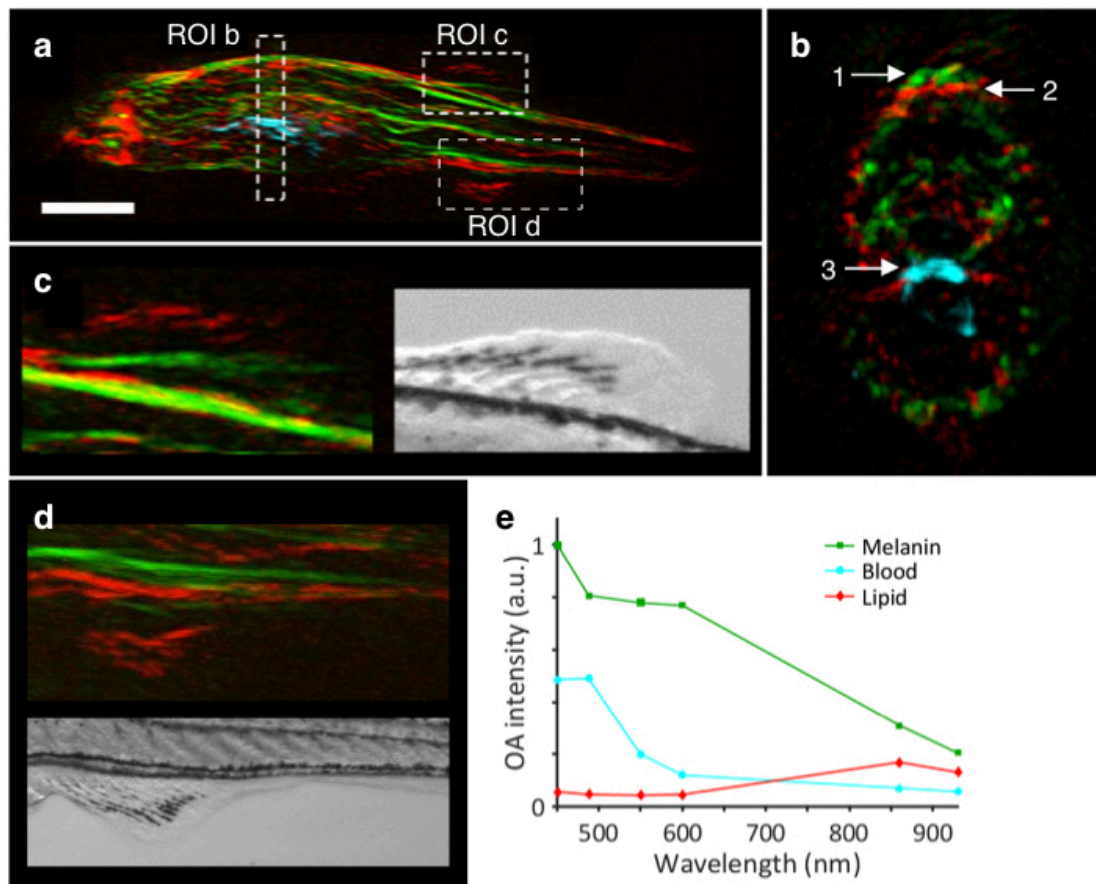 a
ROI b
ROI c
ROI d
b
1
2
3
c
d
e
1
0
OA intensity (a.u.)
Melanin
Blood
Lipid
500 600 700 800 900
Wavelength (nm)